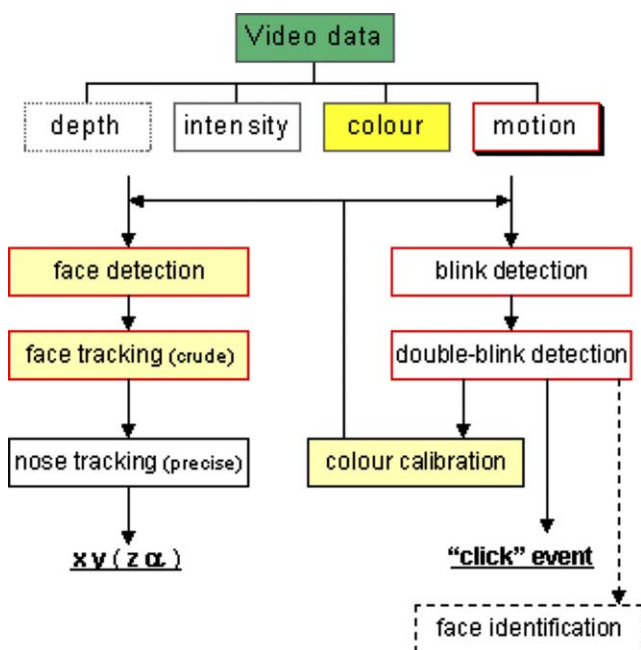 Video data
depth
intensity
colour
motion
face detection
blink detection
face tracking (crude)
double-blink detection
nose tracking (precise)
colour calibration
x y ( z α )
“click” event
face identification